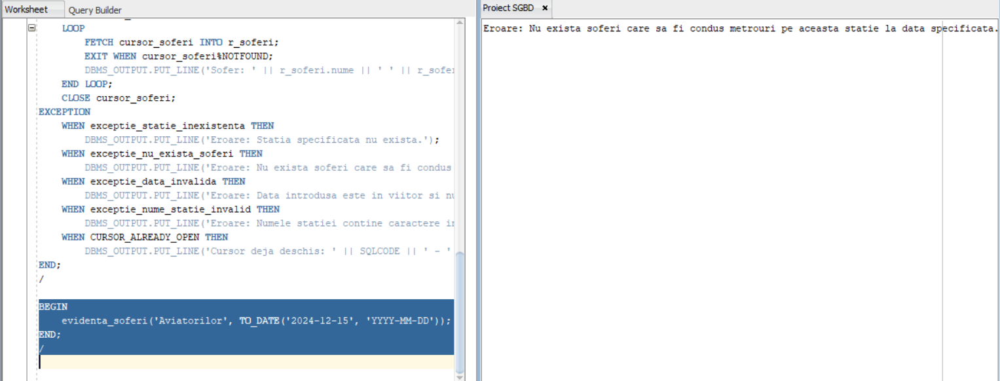 Worksheet Query Builder
LOOP
FETCH cursor_soferi INTO r_soferi;
EXIT WHEN cursor_soferi%NOTFOUND;
DBMS_OUTPUT.PUT_LINE('Sofer: ' || r_soferi.nume || ' ' || r_sofer
END LOOP;
CLOSE cursor_soferi;
EXCEPTION
WHEN exceptie_statie_inexistenta THEN
DBMS_OUTPUT.PUT_LINE('Eroare: Statia specificata nu exista.');
WHEN exceptie_nu_exista_soferi THEN
DBMS_OUTPUT.PUT_LINE('Eroare: Nu exista soferi care sa fi condus
WHEN exceptie_data_invalida THEN
DBMS_OUTPUT.PUT_LINE('Eroare: Data introdusa este in viitor si nu
WHEN exceptie_nume_statie_invalid THEN
DBMS_OUTPUT.PUT_LINE('Eroare: Numele statiei contine caractere in
WHEN CURSOR_ALREADY_OPEN THEN
DBMS_OUTPUT.PUT_LINE('Cursor deja deschis: ' || SQLCODE || ' - '
END;
/
BEGIN
evidenta_soferi('Aviatorilor', TO_DATE('2024-12-15', 'YYYY-MM-DD'));
END;
/
Proiect SGBD
Eroare: Nu exista soferi care sa fi condus metrouri pe aceasta statie la data specificata.